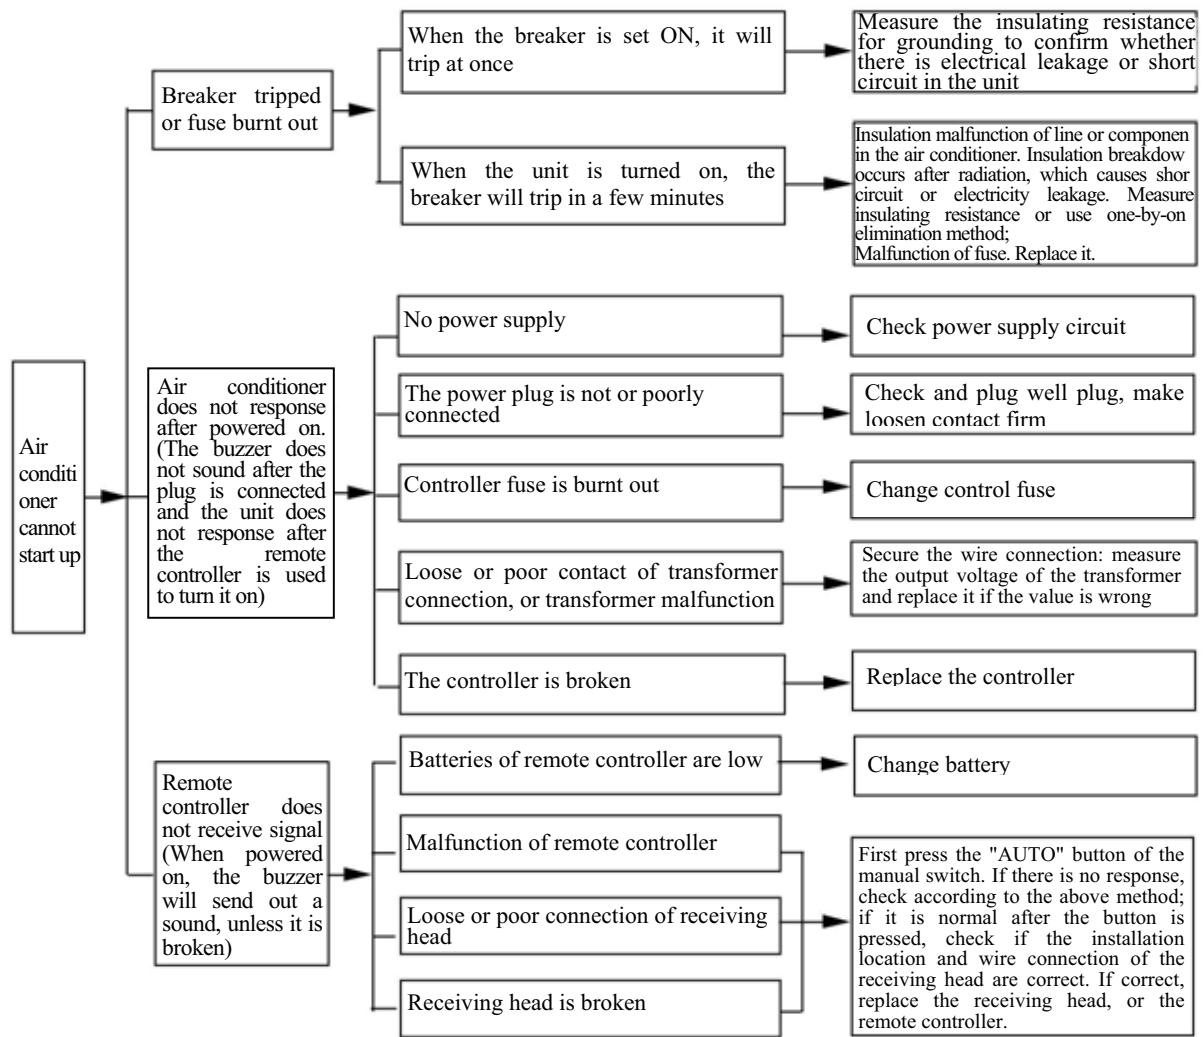 Air
conditi
oner
cannot
start up
Breaker tripped
or fuse burnt out
When the breaker is set ON, it will
trip at once
Measure the insulating resistance
for grounding to confirm whether
there is electrical leakage or short
circuit in the unit
When the unit is turned on, the
breaker will trip in a few minutes
Insulation malfunction of line or componen
in the air conditioner. Insulation breakdow
occurs after radiation, which causes shor
circuit or electricity leakage. Measure
insulating resistance or use one-by-on
elimination method;
Malfunction of fuse. Replace it.
Air conditioner
does not response
after powered on.
(The buzzer does
not sound after the
plug is connected
and the unit does
not response after
the remote
controller is used
to turn it on)
No power supply
Check power supply circuit
The power plug is not or poorly
connected
Check and plug well plug, make
loosen contact firm
Controller fuse is burnt out
Change control fuse
Loose or poor contact of transformer
connection, or transformer malfunction
Secure the wire connection: measure
the output voltage of the transformer
and replace it if the value is wrong
The controller is broken
Replace the controller
Remote
controller does
not receive signal
(When powered
on, the buzzer
will send out a
sound, unless it is
broken)
Batteries of remote controller are low
Change battery
Malfunction of remote controller
Loose or poor connection of receiving
head
Receiving head is broken
First press the "AUTO" button of the
manual switch. If there is no response,
check according to the above method;
if it is normal after the button is
pressed, check if the installation
location and wire connection of the
receiving head are correct. If correct,
replace the receiving head, or the
remote controller.